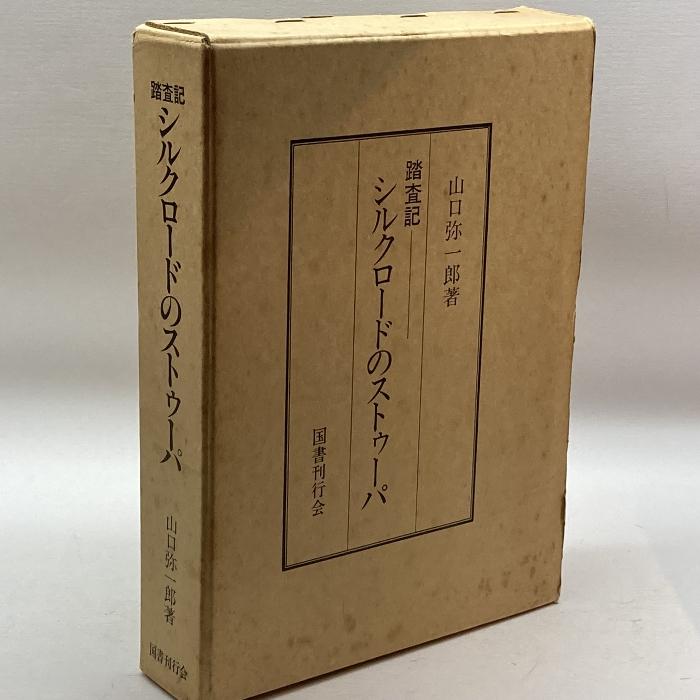 踏査記
シルクロードのストゥーパ
山口弥一郎著
国書刊行会
山口弥一郎著
踏査記
シルクロードのストゥーパ
国書刊行会